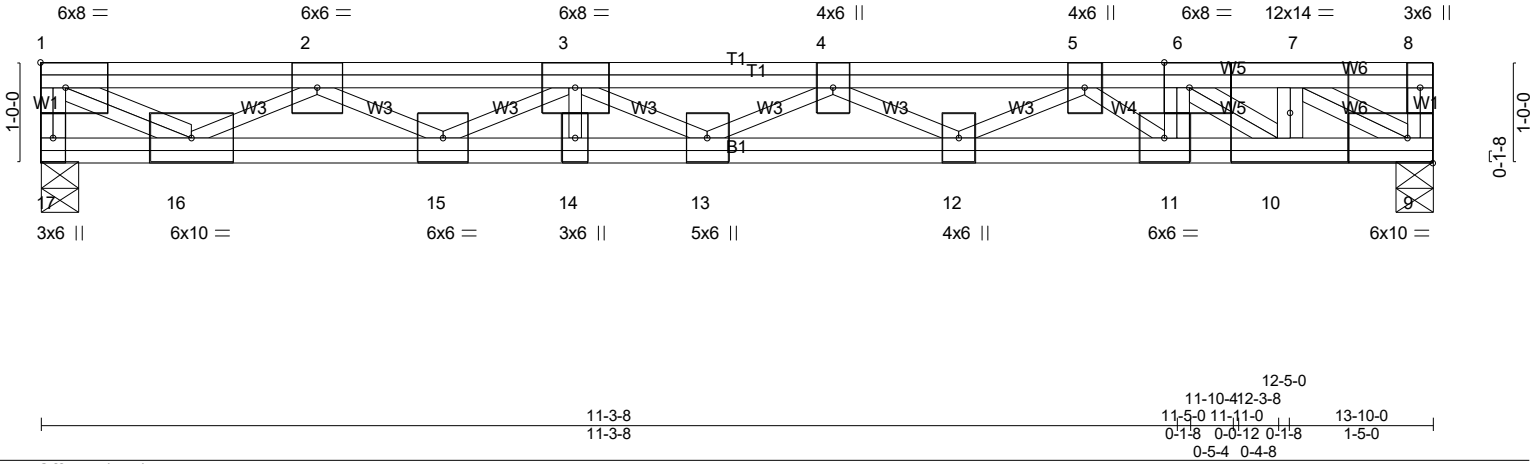 6x8 = 6x6 = 6x8 = 4x6 || 4x6 || 6x8 = 12x14 = 3x6 ||
1 2 3 4 5 6 7 8
T1
T1 W5 W6
W1 W3 W3 W3 W3 W3 W3 W3 W4 W5 W6 W1
1-0-0
1-0-0
0-1-8
B1
17 16 15 14 13 12 11 10 9
3x6 || 6x10 = 6x6 = 3x6 || 5x6 || 4x6 || 6x6 = 6x10 =
12-5-0
11-10-4 12-3-8
11-3-8 11-5-0 11-11-0 13-10-0
11-3-8 0-1-8 0-0-12 0-1-8 1-5-0
0-5-4 0-4-8